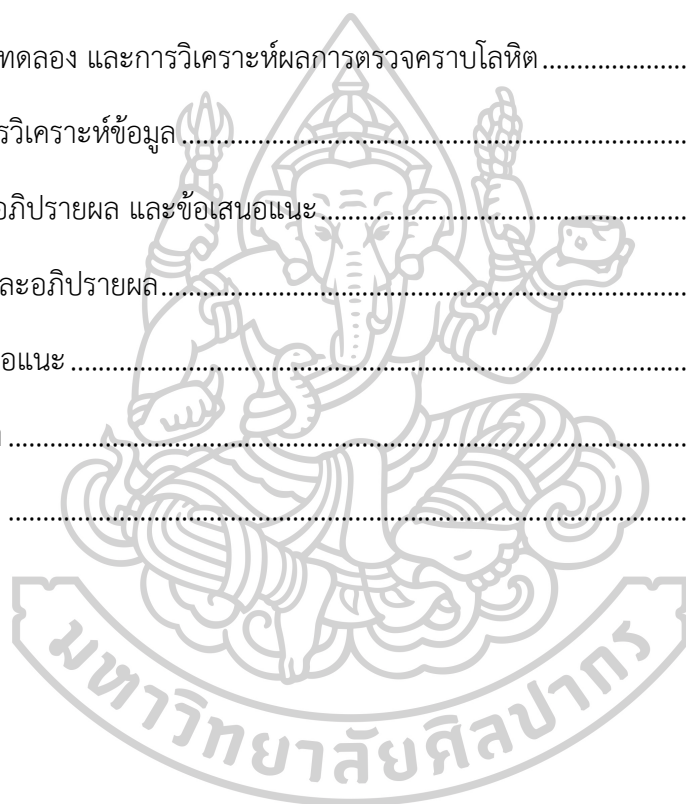 ทดลอง และการวิเคราะห์ผลการตรวจคราบโลหิต........................
รวิเคราะห์ข้อมูล........................................................................
อภิปรายผล และข้อเสนอแนะ....................................................
ละอภิปรายผล..........................................................................
อแนะ.......................................................................................
..................................................................................................
..................................................................................................
มหาวิทยาลัยศิลปากร